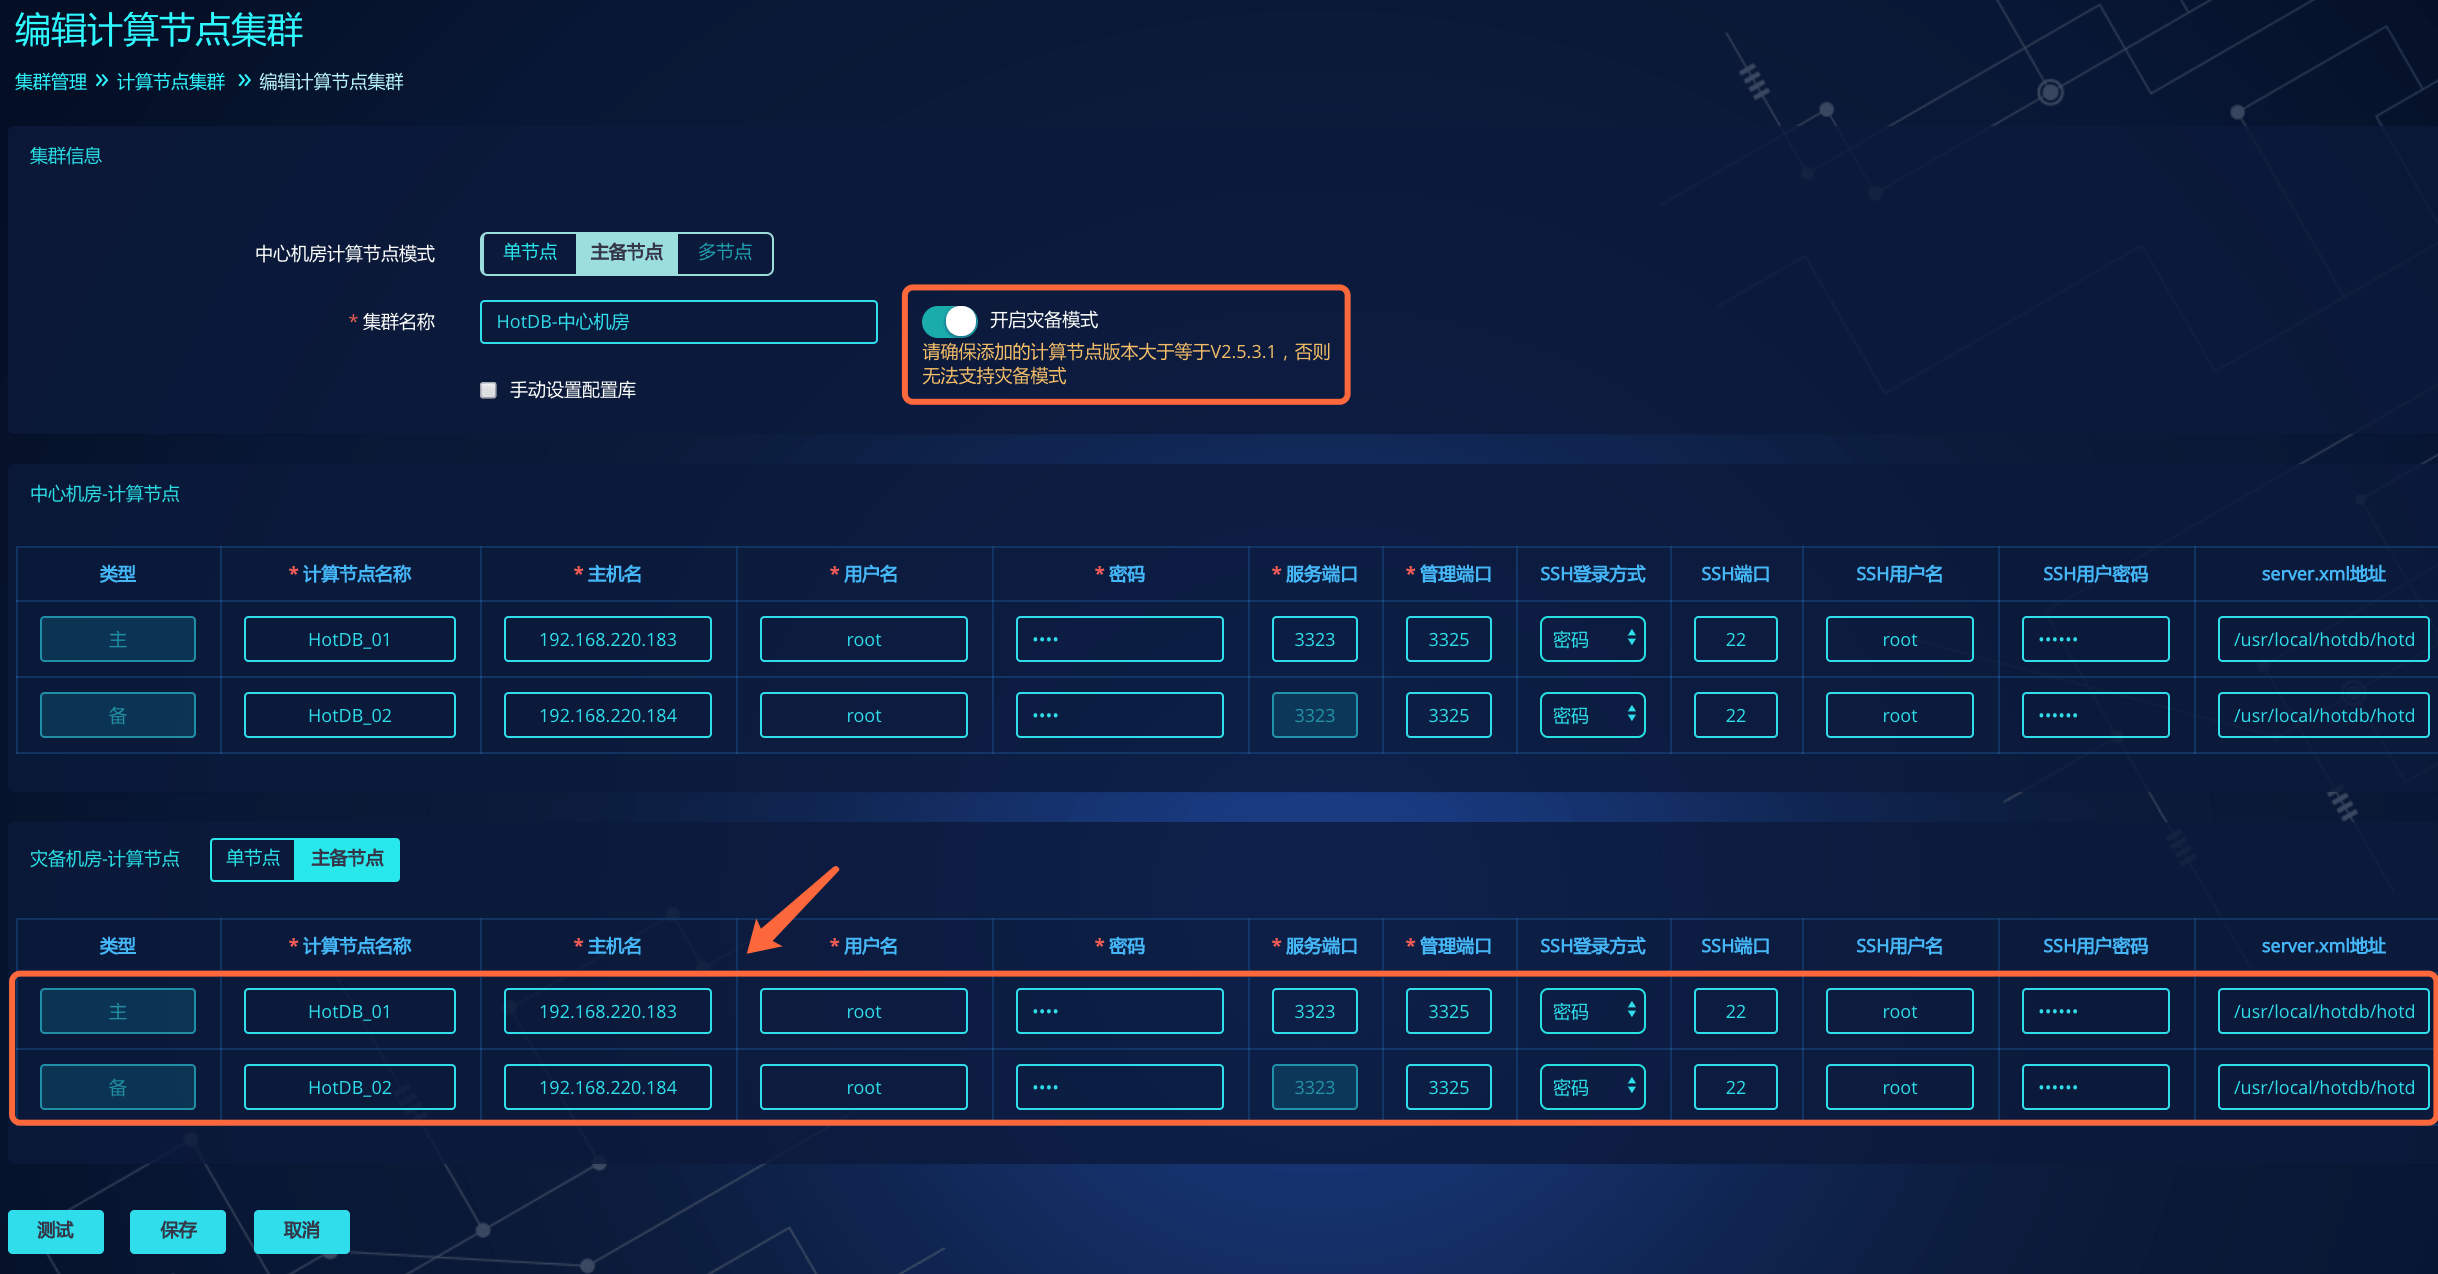 编辑计算节点集群
集群管理 » 计算节点集群 » 编辑计算节点集群
集群信息
中心机房计算节点模式 单节点 主备节点 多节点
* 集群名称 HotDB-中心机房 开启灾备模式
请确保添加的计算节点版本大于等于V2.5.3.1，否则
无法支持灾备模式
手动设置配置库
中心机房-计算节点
类型 * 计算节点名称 * 主机名 * 用户名 * 密码 * 服务端口 * 管理端口 SSH登录方式 SSH端口 SSH用户名 SSH用户密码 server.xml地址
主 HotDB_01 192.168.220.183 root •••• 3323 3325 密码 22 root •••••• /usr/local/hotdb/hotd
备 HotDB_02 192.168.220.184 root •••• 3323 3325 密码 22 root •••••• /usr/local/hotdb/hotd
灾备机房-计算节点 单节点 主备节点
类型 * 计算节点名称 * 主机名 * 用户名 * 密码 * 服务端口 * 管理端口 SSH登录方式 SSH端口 SSH用户名 SSH用户密码 server.xml地址
主 HotDB_01 192.168.220.183 root •••• 3323 3325 密码 22 root •••••• /usr/local/hotdb/hotd
备 HotDB_02 192.168.220.184 root •••• 3323 3325 密码 22 root •••••• /usr/local/hotdb/hotd
测试 保存 取消